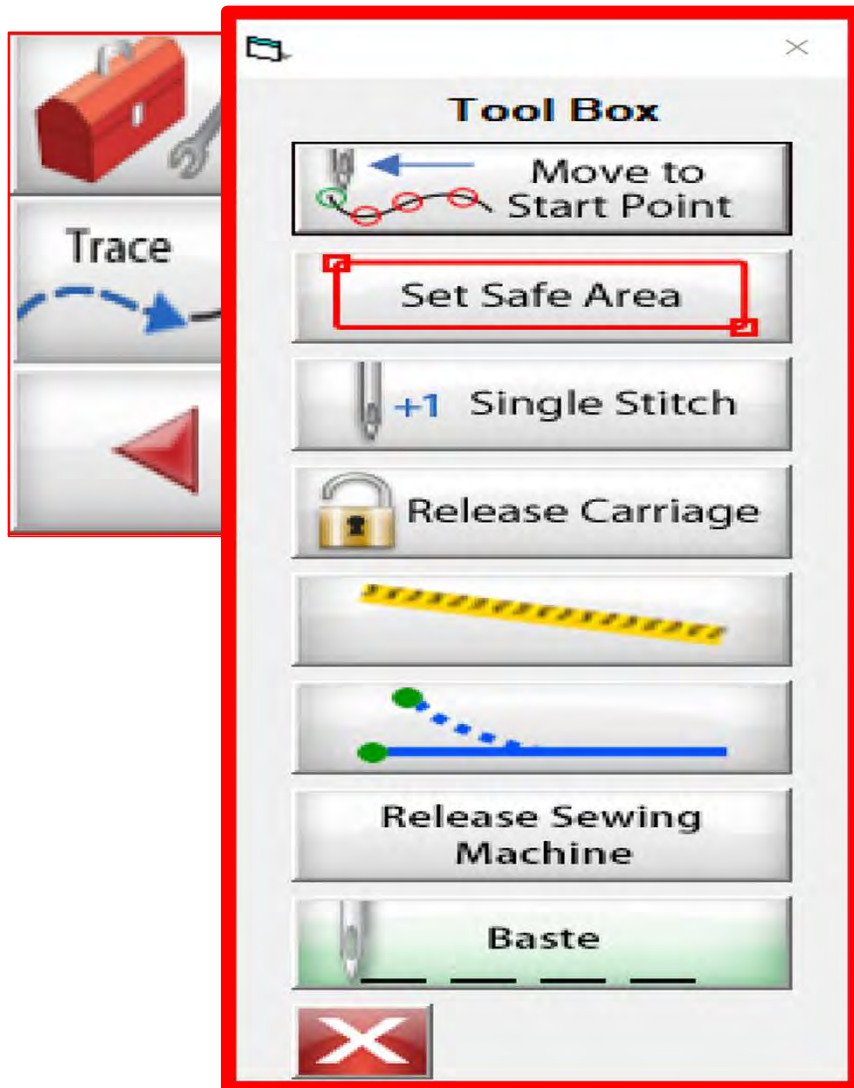 Tool Box
Move to
Start Point
Trace
Set Safe Area
+1 Single Stitch
Release Carriage
Release Sewing
Machine
Baste